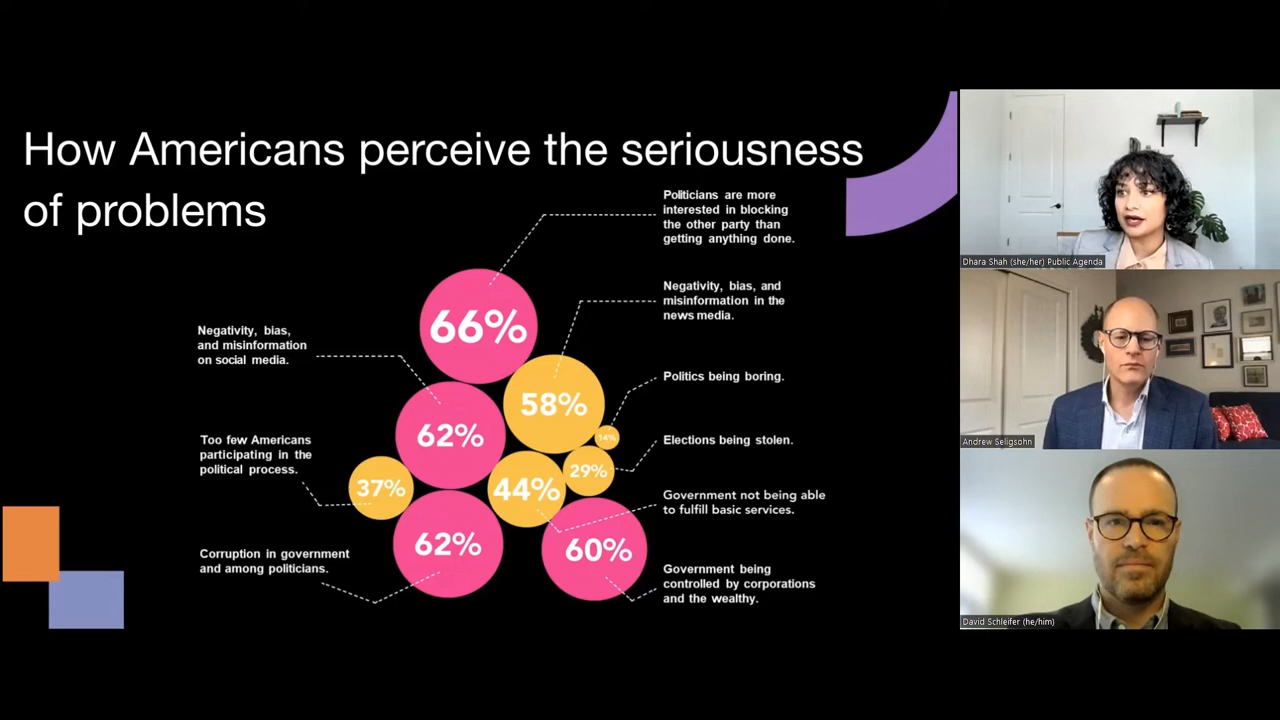 How Americans perceive the seriousness
of problems
Politicians are more
interested in blocking
the other party than
getting anything done.
66%
Negativity, bias, and
misinformation in the
news media.
58%
Negativity, bias,
and misinformation
on social media.
62%
Politics being boring.
14%
Elections being stolen.
29%
Too few Americans
participating in the
political process.
37%
44%
Government not being able
to fulfill basic services.
Corruption in government
and among politicians.
62%
60%
Government being
controlled by corporations
and the wealthy.
Dhara Shah (she/her) Public Agenda
Andrew Seligsohn
David Schleifer (he/him)